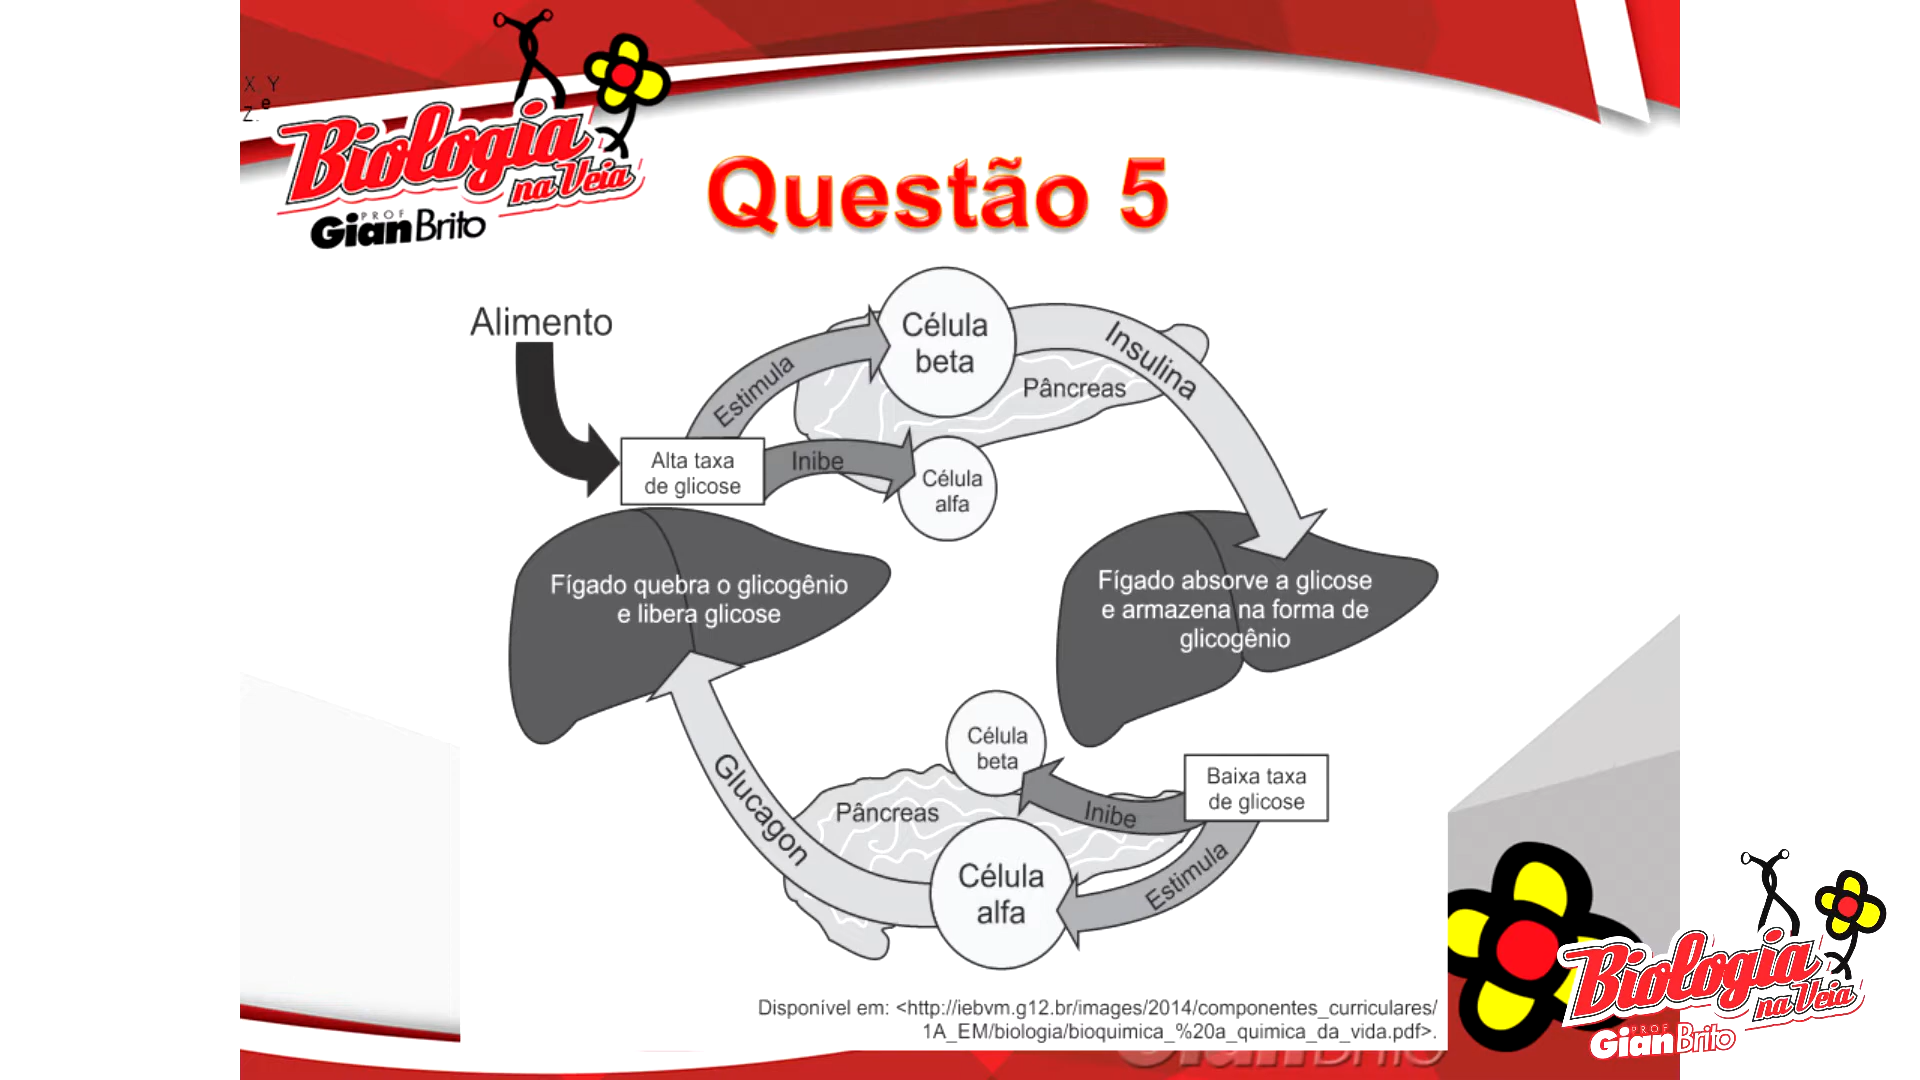 X, Y
e
Z.
Biologia
na Veia
PROF
Gian Brito
Questão 5
Alimento
Célula
beta
Insulina
Estimula
Pâncreas
Alta taxa
de glicose
Inibe
Célula
alfa
Fígado quebra o glicogênio
e libera glicose
Fígado absorve a glicose
e armazena na forma de
glicogênio
Célula
beta
Baixa taxa
de glicose
Inibe
Pâncreas
Glucagon
Célula
alfa
Estimula
Disponível em: <http://iebvm.g12.br/images/2014/componentes_curriculares/
1A_EM/biologia/bioquimica_%20a_quimica_da_vida.pdf>.
Biologia
na Veia
PROF
Gian Brito
Gian Brito